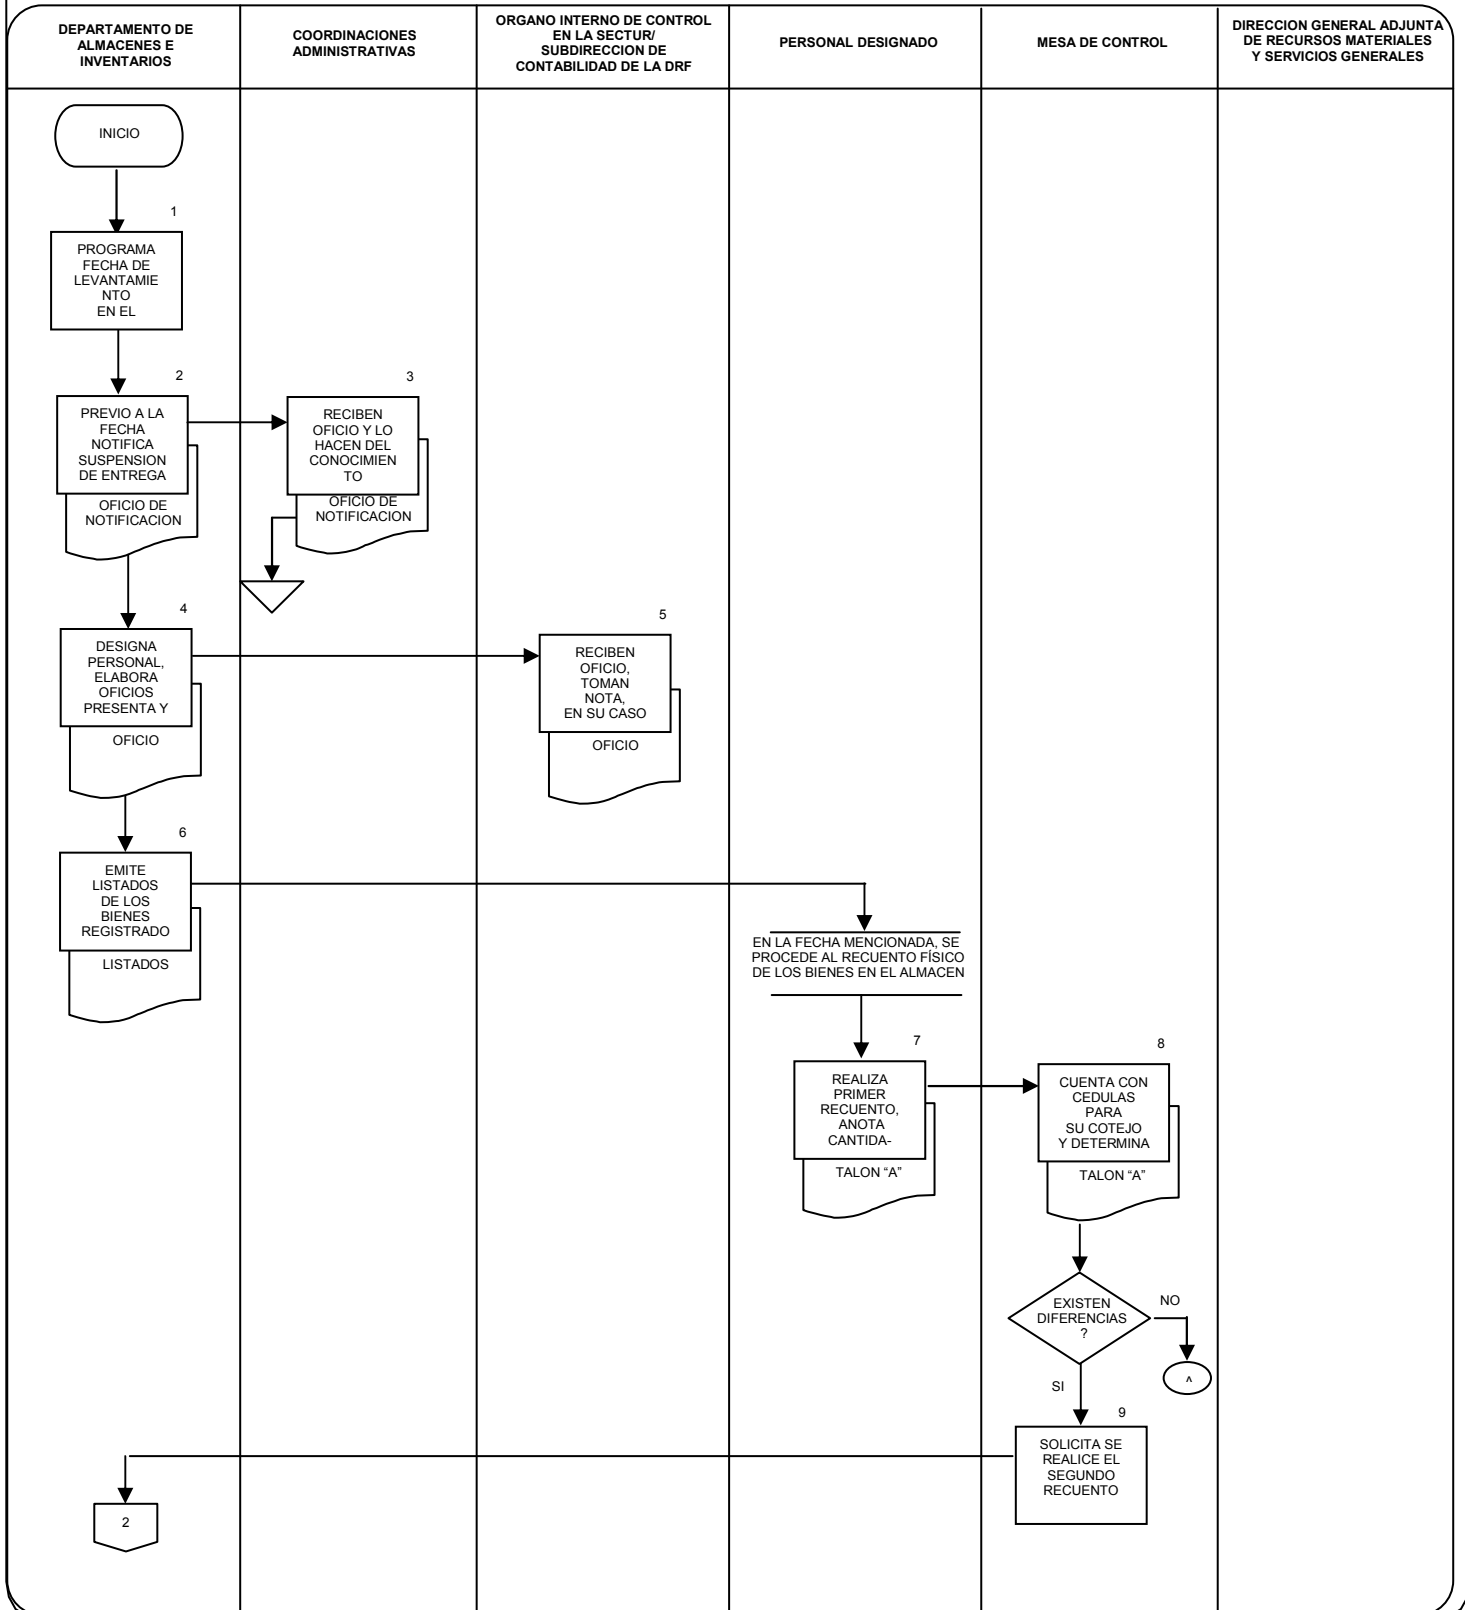 DEPARTAMENTO DE
ALMACENES E
INVENTARIOS
COORDINACIONES
ADMINISTRATIVAS
ORGANO INTERNO DE CONTROL
EN LA SECTUR/
SUBDIRECCION DE
CONTABILIDAD DE LA DRF
PERSONAL DESIGNADO
MESA DE CONTROL
DIRECCION GENERAL ADJUNTA
DE RECURSOS MATERIALES
Y SERVICIOS GENERALES
INICIO
1
PROGRAMA
FECHA DE
LEVANTAMIE
NTO
EN EL
2
PREVIO A LA
FECHA
NOTIFICA
SUSPENSION
DE ENTREGA
OFICIO DE
NOTIFICACION
3
RECIBEN
OFICIO Y LO
HACEN DEL
CONOCIMIEN
TO
OFICIO DE
NOTIFICACION
4
DESIGNA
PERSONAL,
ELABORA
OFICIOS
PRESENTA Y
OFICIO
5
RECIBEN
OFICIO,
TOMAN
NOTA,
EN SU CASO
OFICIO
6
EMITE
LISTADOS
DE LOS
BIENES
REGISTRADO
LISTADOS
EN LA FECHA MENCIONADA, SE
PROCEDE AL RECUENTO FÍSICO
DE LOS BIENES EN EL ALMACEN
7
REALIZA
PRIMER
RECUENTO,
ANOTA
CANTIDA-
TALON “A”
8
CUENTA CON
CEDULAS
PARA
SU COTEJO
Y DETERMINA
TALON “A”
EXISTEN
DIFERENCIAS
?
NO
SI
9
SOLICITA SE
REALICE EL
SEGUNDO
RECUENTO
2